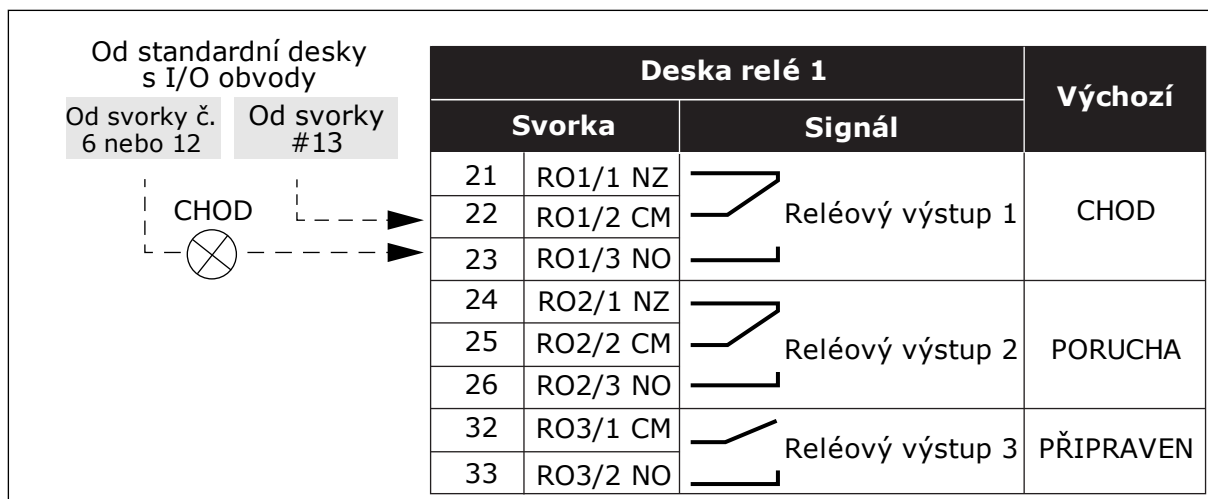 Od standardní desky
s I/O obvody
Od svorky č.
6 nebo 12
Od svorky
#13
CHOD
Deska relé 1
Výchozí
Svorka
Signál
21
RO1/1 NZ
22
RO1/2 CM
23
RO1/3 NO
Reléový výstup 1
CHOD
24
RO2/1 NZ
25
RO2/2 CM
26
RO2/3 NO
Reléový výstup 2
PORUCHA
32
RO3/1 CM
33
RO3/2 NO
Reléový výstup 3
PŘIPRAVEN